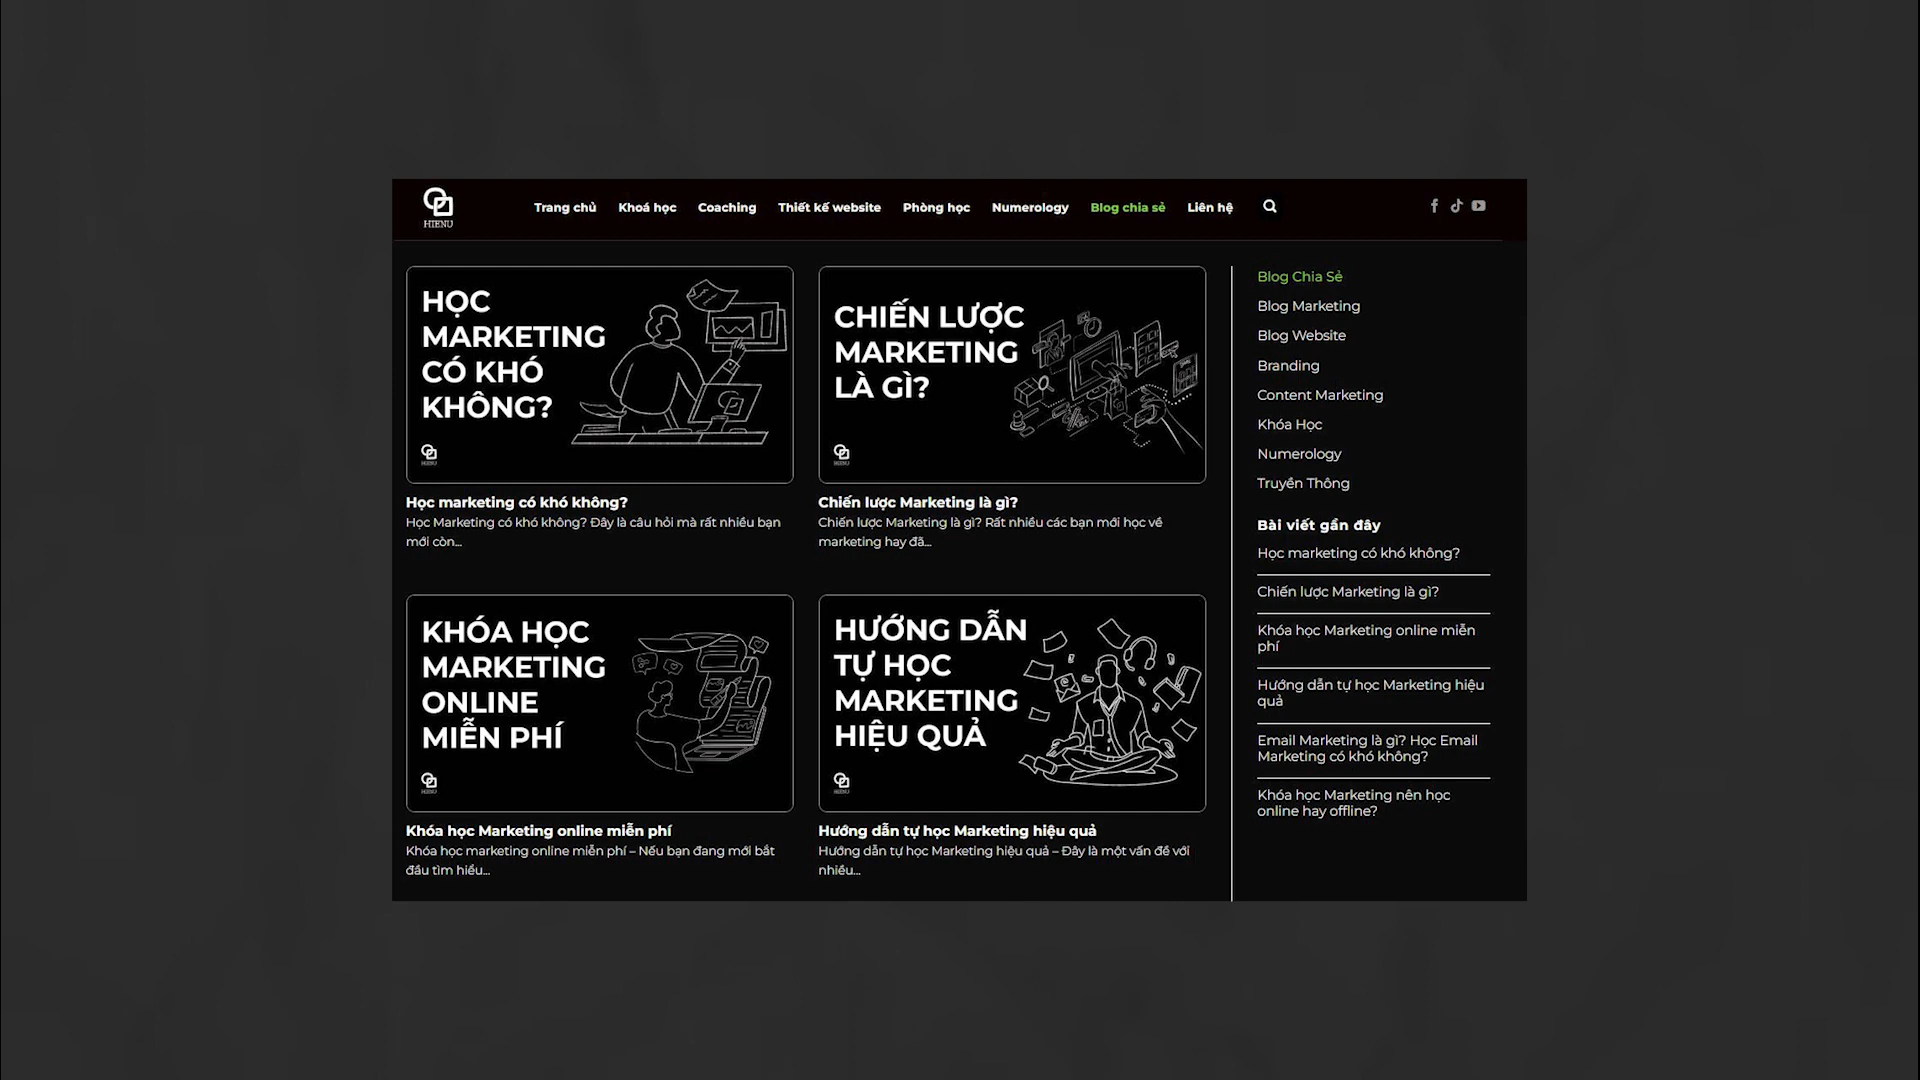 HIENU
Trang chủ
Khoá học
Coaching
Thiết kế website
Phòng học
Numerology
Blog chia sẻ
Liên hệ
HỌC
MARKETING
CÓ KHÓ
KHÔNG?
HIENU
Học marketing có khó không?
Học Marketing có khó không? Đây là câu hỏi mà rất nhiều bạn
mới còn...
CHIẾN LƯỢC
MARKETING
LÀ GÌ?
HIENU
Chiến lược Marketing là gì?
Chiến lược Marketing là gì? Rất nhiều các bạn mới học về
marketing hay đã...
KHÓA HỌC
MARKETING
ONLINE
MIỄN PHÍ
HIENU
Khóa học Marketing online miễn phí
Khóa học marketing online miễn phí – Nếu bạn đang mới bắt
đầu tìm hiểu...
HƯỚNG DẪN
TỰ HỌC
MARKETING
HIỆU QUẢ
HIENU
Hướng dẫn tự học Marketing hiệu quả
Hướng dẫn tự học Marketing hiệu quả – Đây là một vấn đề với
nhiều...
Blog Chia Sẻ
Blog Marketing
Blog Website
Branding
Content Marketing
Khóa Học
Numerology
Truyền Thông
Bài viết gần đây
Học marketing có khó không?
Chiến lược Marketing là gì?
Khóa học Marketing online miễn
phí
Hướng dẫn tự học Marketing hiệu
quả
Email Marketing là gì? Học Email
Marketing có khó không?
Khóa học Marketing nên học
online hay offline?